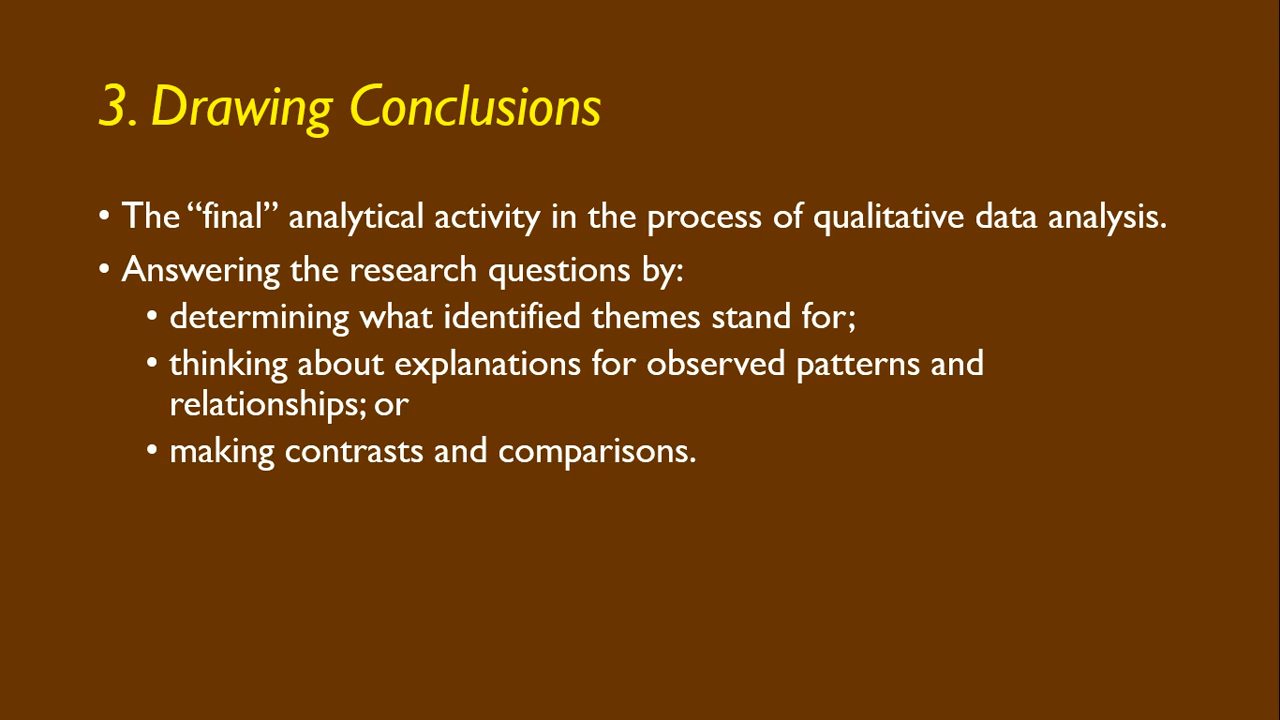 3. Drawing Conclusions
• The “final” analytical activity in the process of qualitative data analysis.
• Answering the research questions by:
• determining what identified themes stand for;
• thinking about explanations for observed patterns and
relationships; or
• making contrasts and comparisons.